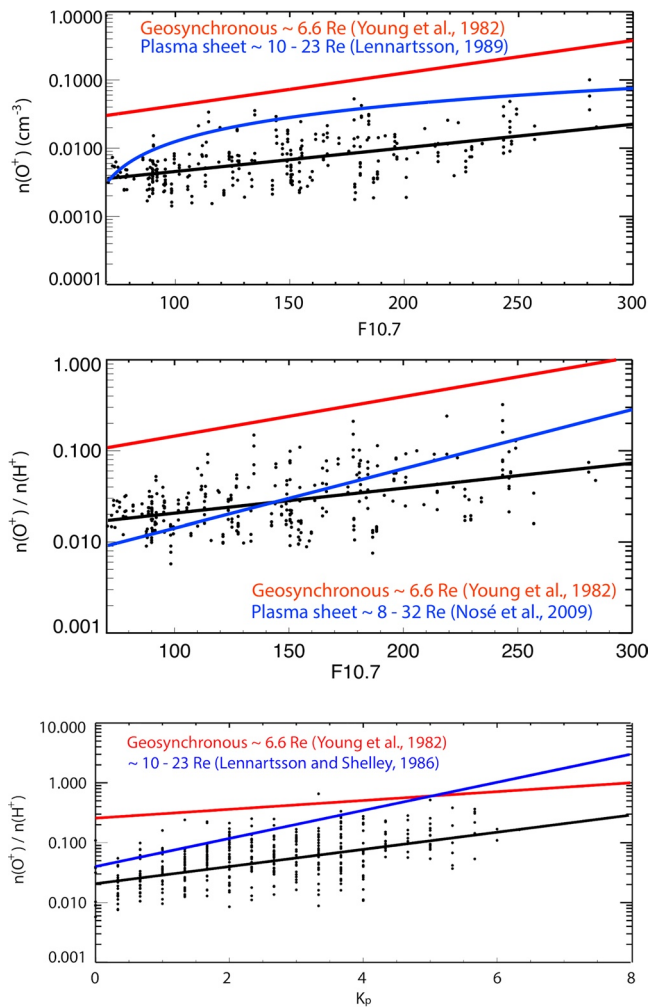 1.0000
Geosynchronous ~ 6.6 Re (Young et al., 1982)
Plasma sheet ~ 10 - 23 Re (Lennartsson, 1989)
0.1000
n(O+) (cm-3)
0.0100
0.0010
0.0001
100 150 200 250 300
F10.7
1.000
0.100
n(O+) / n(H+)
0.010
Geosynchronous ~ 6.6 Re (Young et al., 1982)
Plasma sheet ~ 8 - 32 Re (Nosé et al., 2009)
0.001
100 150 200 250 300
F10.7
10.000
Geosynchronous ~ 6.6 Re (Young et al., 1982)
~ 10 - 23 Re (Lennartsson and Shelley, 1986)
1.000
n(O+) / n(H+)
0.100
0.010
0.001
0 2 4 6 8
Kp